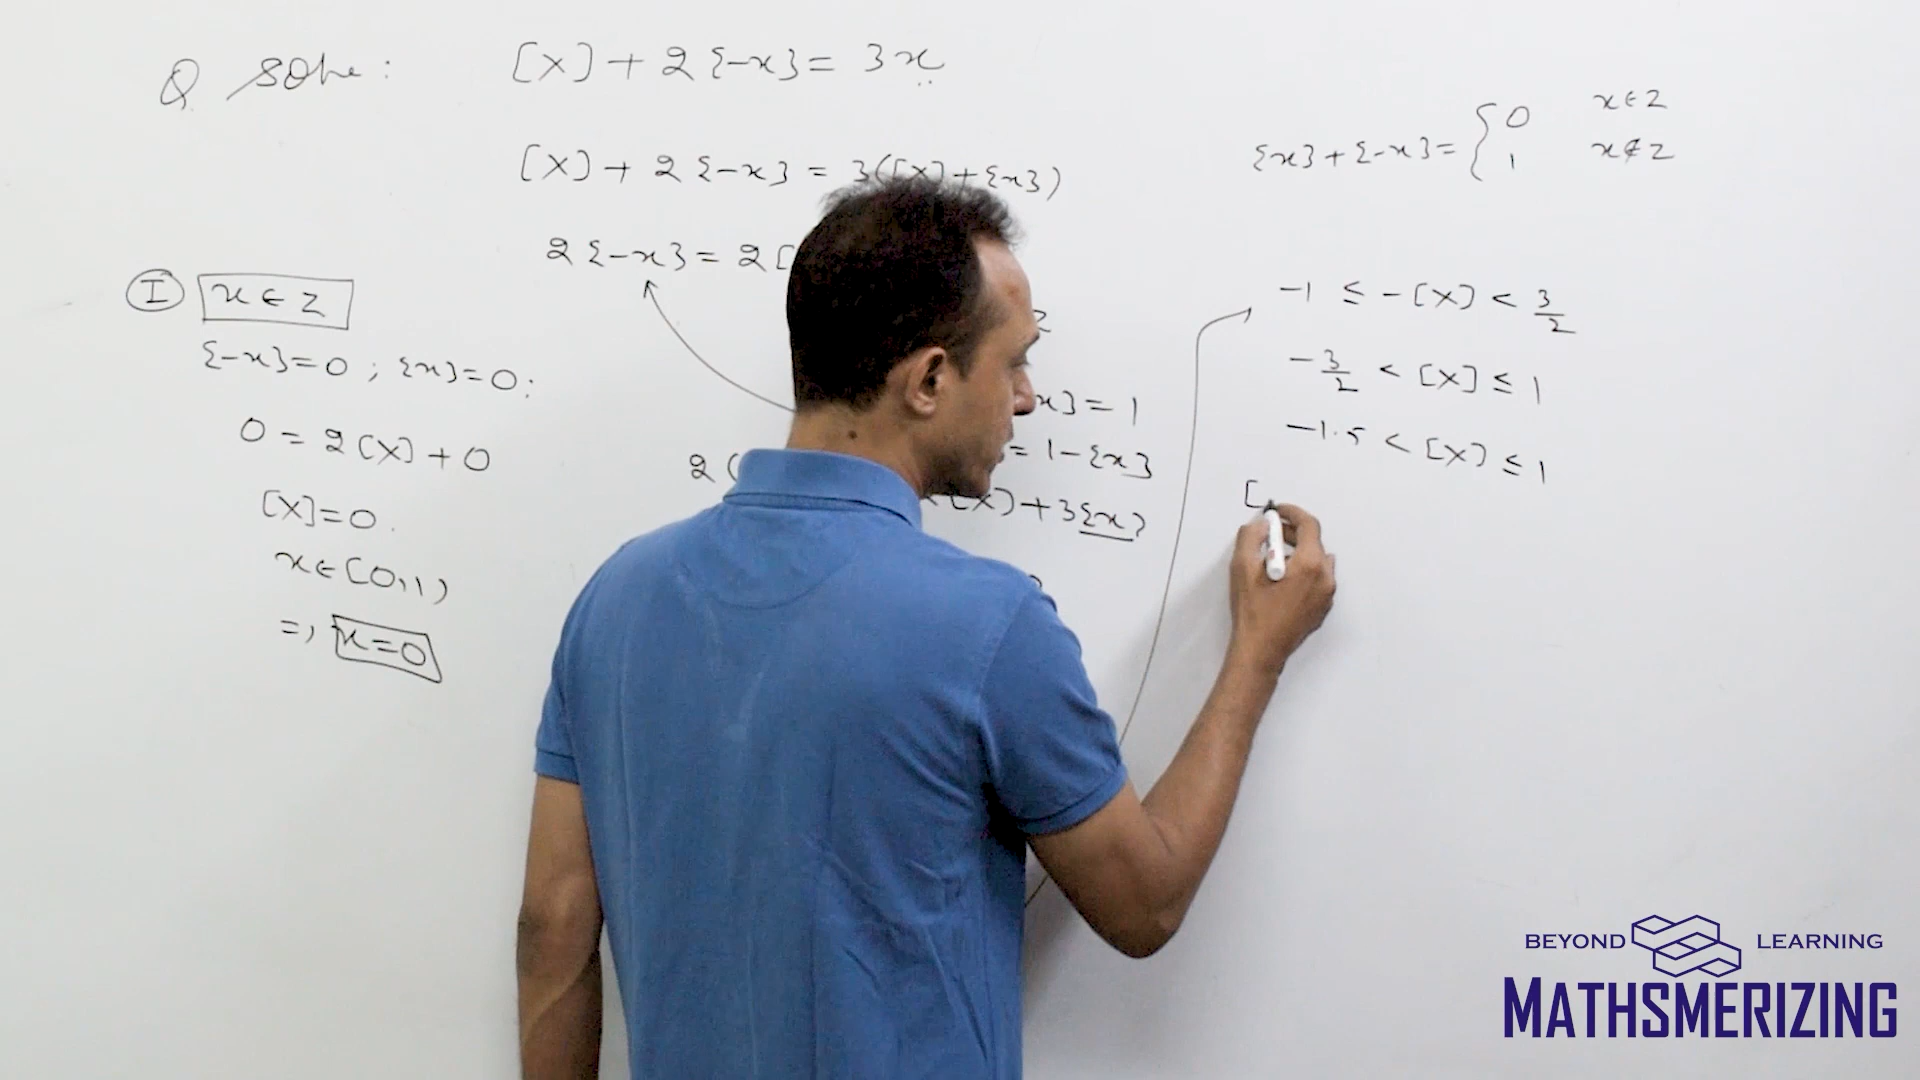 Q Solve : [x] + 2 {-x} = 3x
[x] + 2 {-x} = 3([x] + {x})
2 {-x} = 2[
I x ∈ Z
{-x} = 0 ; {x} = 0 :
0 = 2[x] + 0
[x] = 0 .
x ∈ [0,1)
=) x = 0
x} = 1
2( = 1 - {x}
[x] + 3{x}
{x} + {-x} = { 0 x ∈ Z
1 x ∉ Z
-1 ≤ -[x] < 3/2
-3/2 < [x] ≤ 1
-1.5 < [x] ≤ 1
[
BEYOND LEARNING
MATHSMERIZING